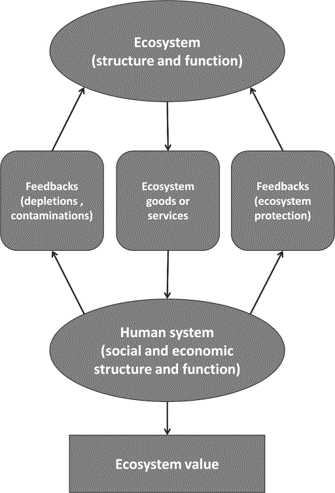 Ecosystem
(structure and function)
Feedbacks
(depletions ,
contaminations)
Ecosystem
goods or
services
Feedbacks
(ecosystem
protection)
Human system
(social and economic
structure and function)
Ecosystem value